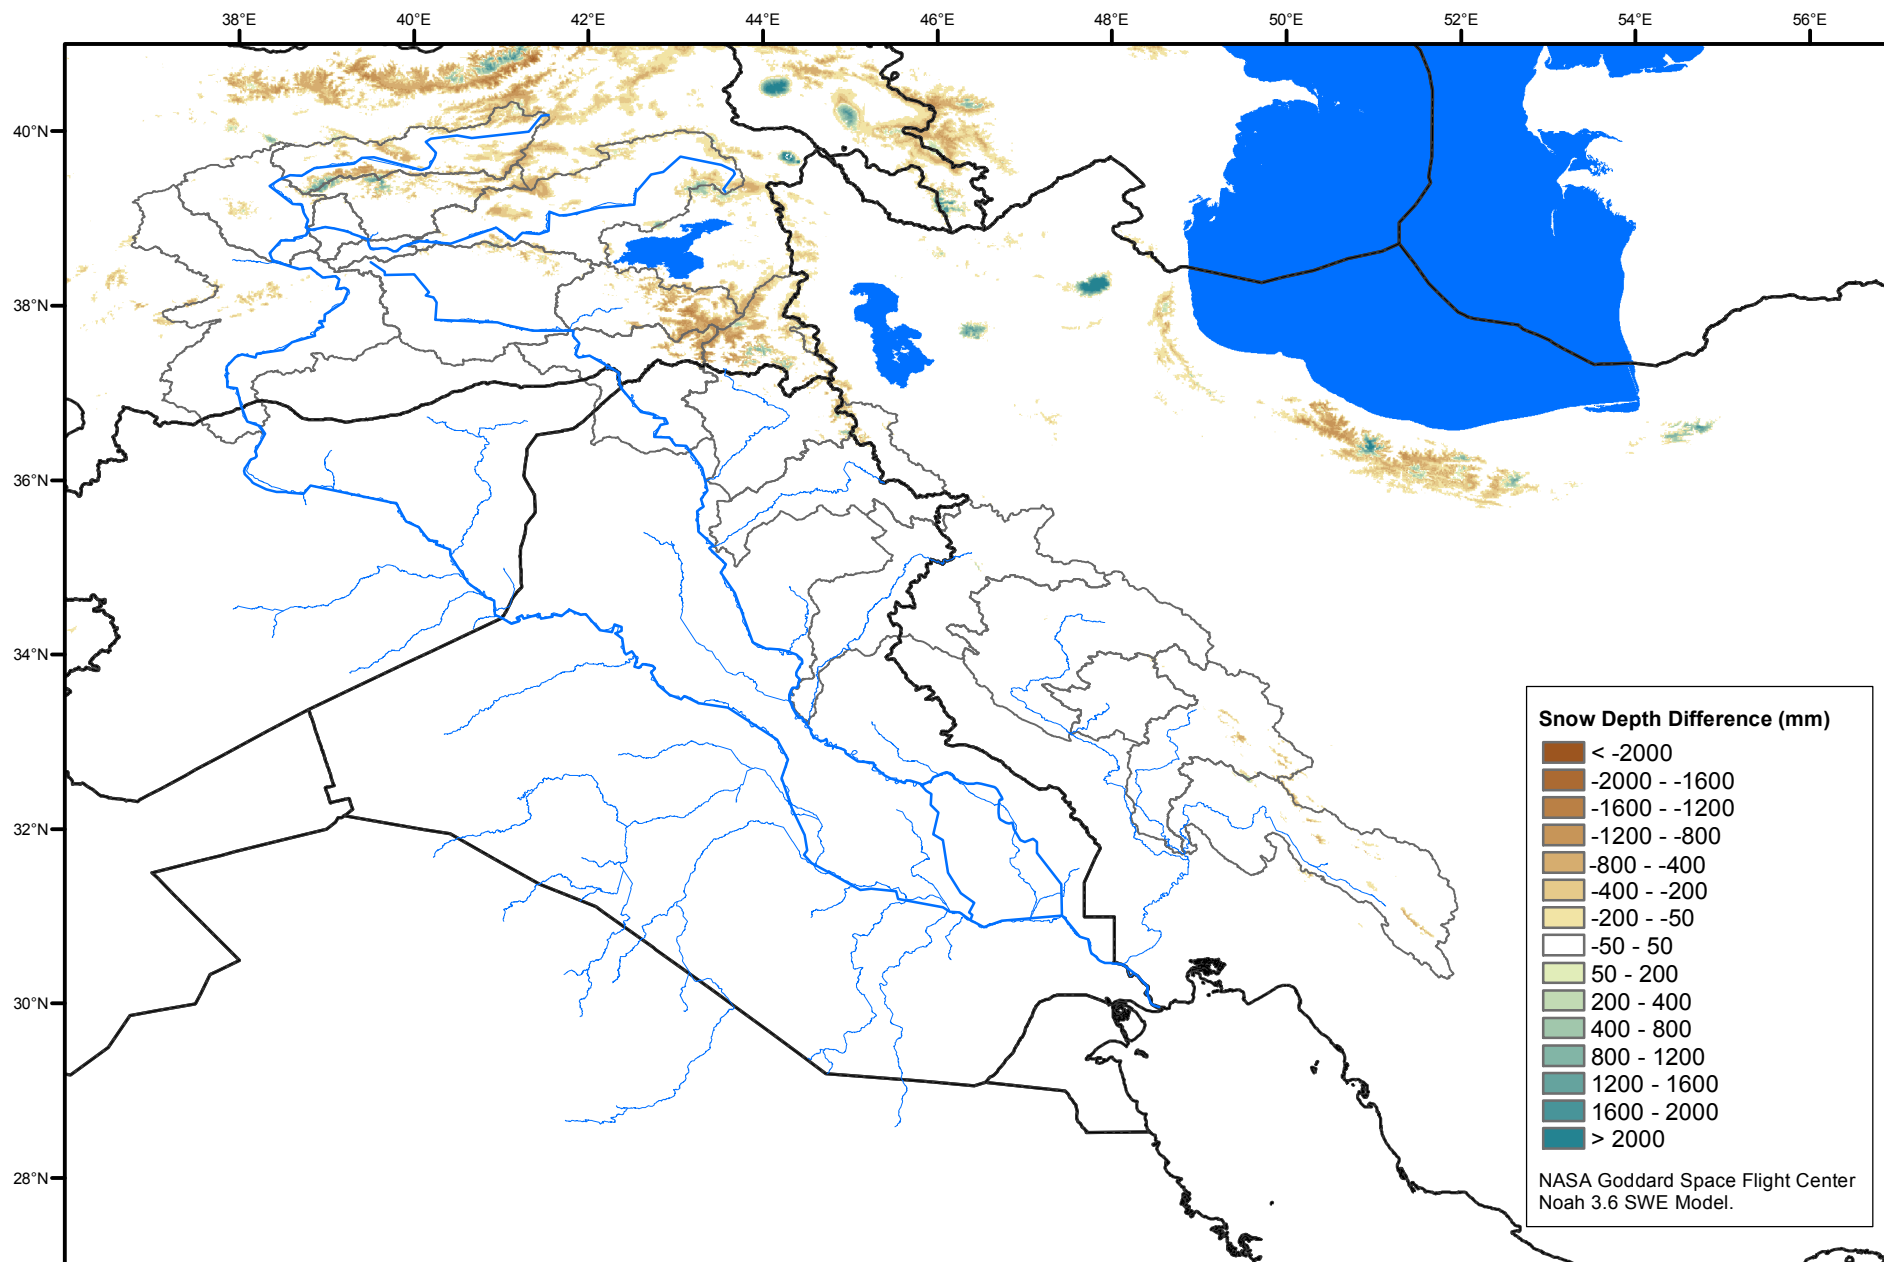 38°E 40°E 42°E 44°E 46°E 48°E 50°E 52°E 54°E 56°E
40°N
38°N
36°N
34°N
32°N
30°N
28°N
Snow Depth Difference (mm)
< -2000
-2000 - -1600
-1600 - -1200
-1200 - -800
-800 - -400
-400 - -200
-200 - -50
-50 - 50
50 - 200
200 - 400
400 - 800
800 - 1200
1200 - 1600
1600 - 2000
> 2000
NASA Goddard Space Flight Center
Noah 3.6 SWE Model.